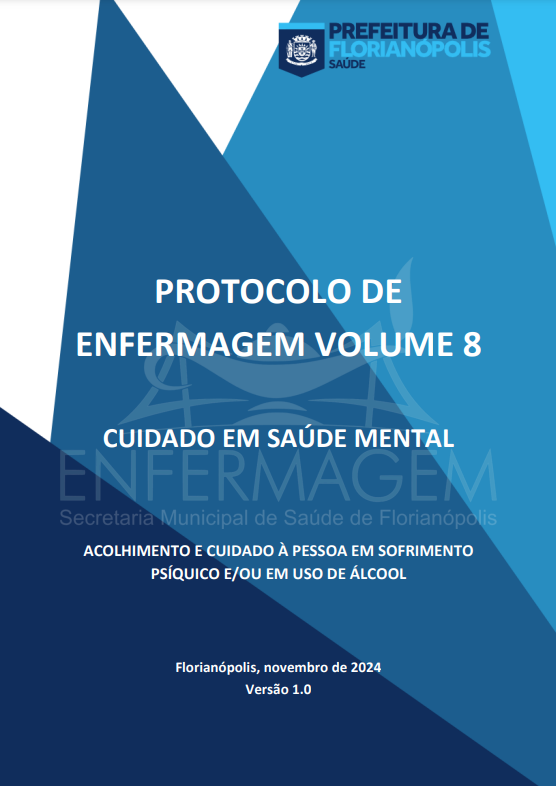 PREFEITURA DE
FLORIANÓPOLIS
SAÚDE
PROTOCOLO DE
ENFERMAGEM VOLUME 8
CUIDADO EM SAÚDE MENTAL
ENFERMAGEM
Secretaria Municipal de Saúde de Florianópolis
ACOLHIMENTO E CUIDADO À PESSOA EM SOFRIMENTO
PSÍQUICO E/OU EM USO DE ÁLCOOL
Florianópolis, novembro de 2024
Versão 1.0